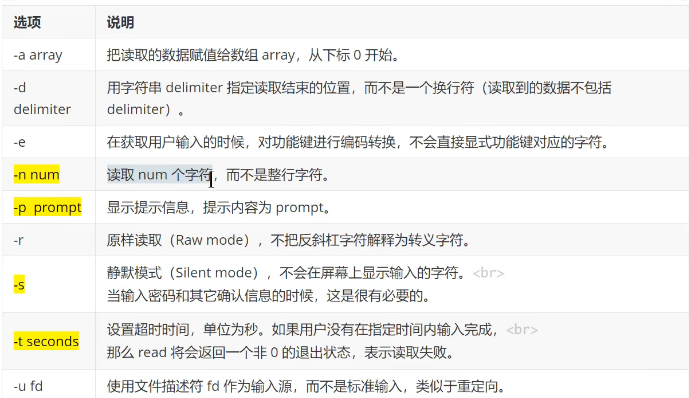 选项 说明
-a array 把读取的数据赋值给数组 array，从下标 0 开始。
-d
delimiter
用字符串 delimiter 指定读取结束的位置，而不是一个换行符（读取到的数据不包括
delimiter）。
-e 在获取用户输入的时候，对功能键进行编码转换，不会直接显式功能键对应的字符。
-n num 读取 num 个字符，而不是整行字符。
-p prompt 显示提示信息，提示内容为 prompt。
-r 原样读取（Raw mode），不把反斜杠字符解释为转义字符。
-s
静默模式（Silent mode），不会在屏幕上显示输入的字符。<br>
当输入密码和其它确认信息的时候，这是很有必要的。
-t seconds
设置超时时间，单位为秒。如果用户没有在指定时间内输入完成，<br>
那么 read 将会返回一个非 0 的退出状态，表示读取失败。
-u fd 使用文件描述符 fd 作为输入源，而不是标准输入，类似于重定向。